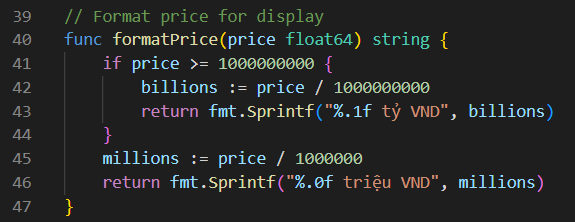 39 // Format price for display
40 func formatPrice(price float64) string {
41     if price >= 1000000000 {
42         billions := price / 1000000000
43         return fmt.Sprintf("%.1f tỷ VND", billions)
44     }
45     millions := price / 1000000
46     return fmt.Sprintf("%.0f triệu VND", millions)
47 }